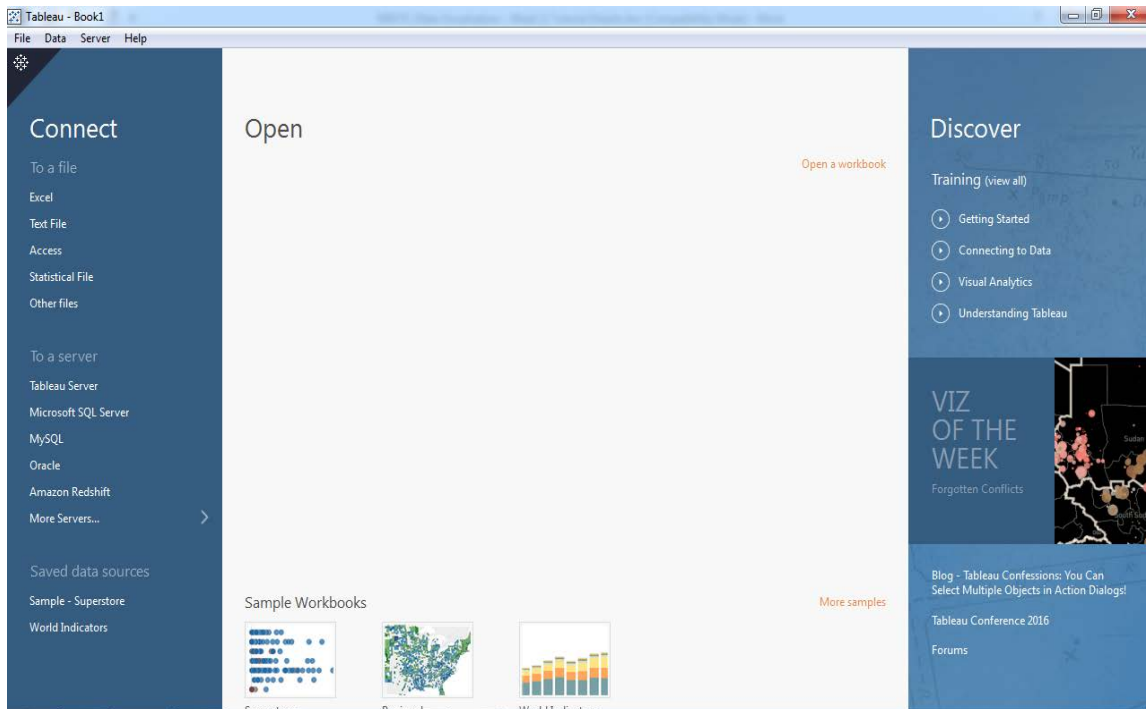 Tableau - Book1
File Data Server Help
Connect
To a file
Excel
Text File
Access
Statistical File
Other files
To a server
Tableau Server
Microsoft SQL Server
MySQL
Oracle
Amazon Redshift
More Servers...
Saved data sources
Sample - Superstore
World Indicators
Open
Open a workbook
Sample Workbooks
More samples
Discover
Training (view all)
Getting Started
Connecting to Data
Visual Analytics
Understanding Tableau
VIZ
OF THE
WEEK
Forgotten Conflicts
Sudan
Blog - Tableau Confessions: You Can
Select Multiple Objects in Action Dialogs!
Tableau Conference 2016
Forums